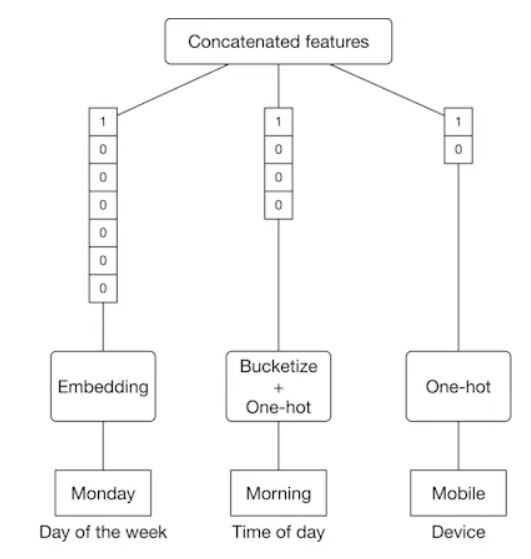 Concatenated features
1 1 1
0 0 0
0 0
0 0
0
0
0
Embedding
Bucketize
+
One-hot
One-hot
Monday
Morning
Mobile
Day of the week
Time of day
Device